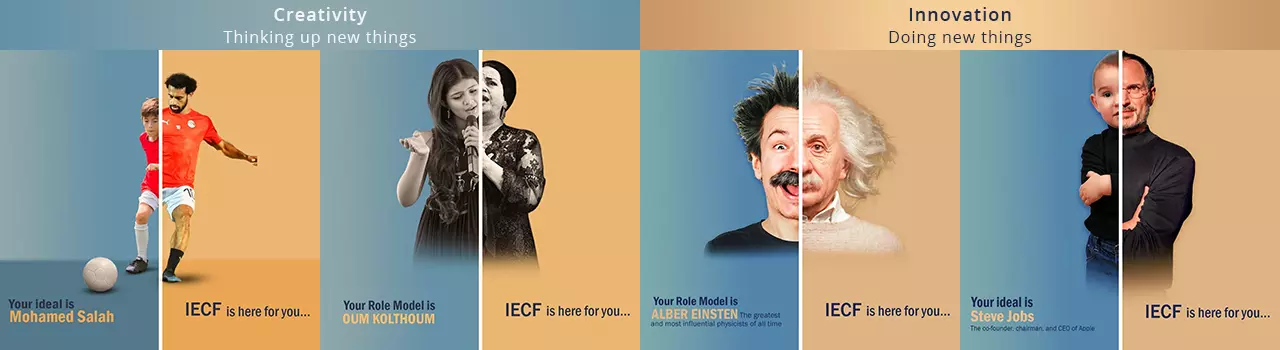 Creativity
Thinking up new things
Innovation
Doing new things
Your ideal is
Mohamed Salah
IECF is here for you...
Your Role Model is
OUM KOLTHOUM
IECF is here for you...
Your Role Model is
ALBER EINSTEN The greatest
and most influential physicists of all time
IECF is here for you...
Your ideal is
Steve Jobs
The co-founder, chairman, and CEO of Apple
IECF is here for you...